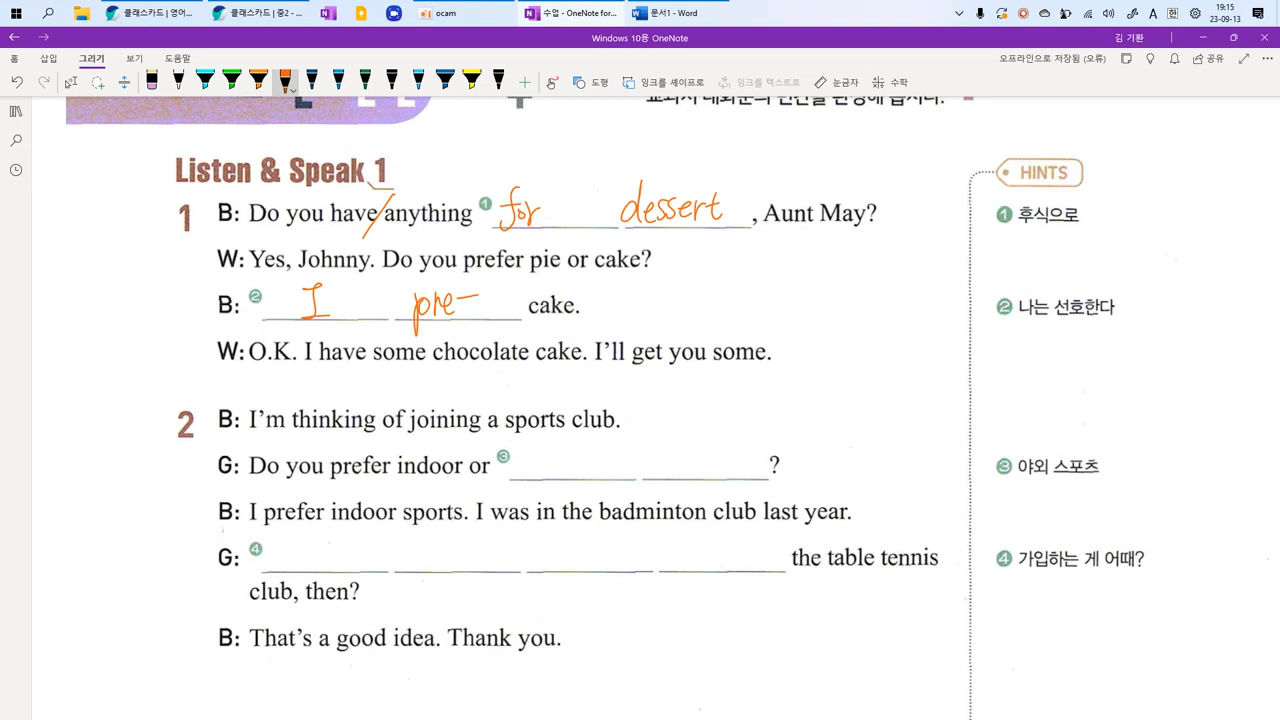 클래스카드 | 영어...
클래스카드 | 중2 - ...
ocam
수업 - OneNote for...
문서1 - Word
A
한
19:15
23-09-13
Windows 10용 OneNote
김 기환
홈 삽입 그리기 보기 도움말
오프라인으로 저장됨 (오류)
공유
도형
잉크를 셰이프로
잉크를 텍스트로
눈금자
수학
Listen & Speak 1
HINTS
1 B: Do you have/anything ① for dessert, Aunt May?
① 후식으로
W: Yes, Johnny. Do you prefer pie or cake?
B: ② I pre- cake.
② 나는 선호한다
W: O.K. I have some chocolate cake. I'll get you some.
2 B: I'm thinking of joining a sports club.
G: Do you prefer indoor or ③ ______ ______ ?
③ 야외 스포츠
B: I prefer indoor sports. I was in the badminton club last year.
G: ④ ______ ______ ______ ______ the table tennis
④ 가입하는 게 어때?
club, then?
B: That's a good idea. Thank you.